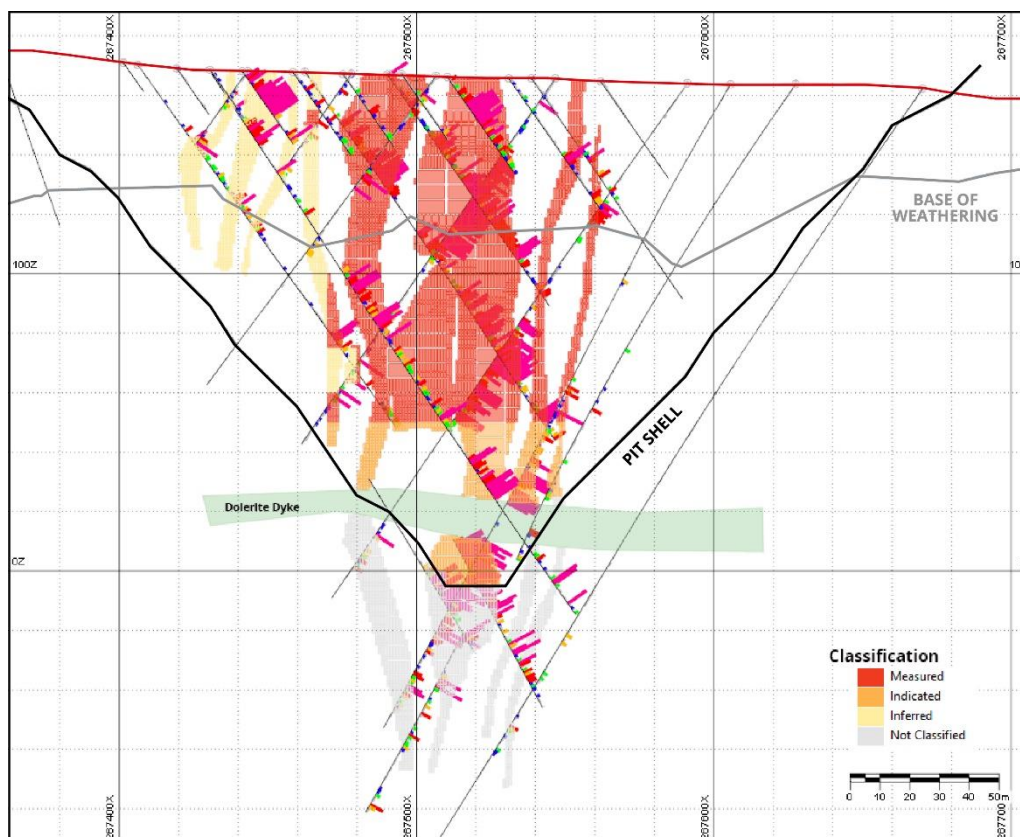 267400X
267500X
267600X
267700X
BASE OF
WEATHERING
100Z
10
PIT SHELL
Dolerite Dyke
0Z
Classification
Measured
Indicated
Inferred
Not Classified
0 10 20 30 40 50m
267400X
267500X
267600X
267700